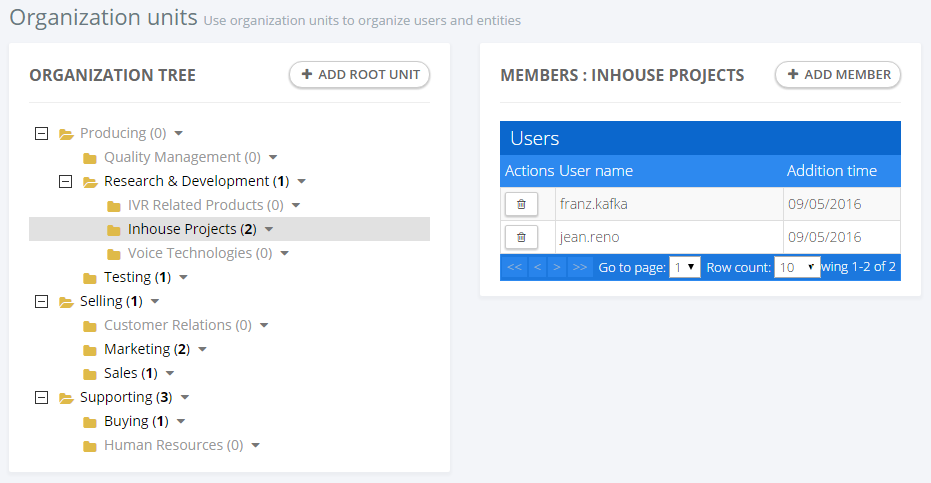 Organization units Use organization units to organize users and entities
ORGANIZATION TREE
+ ADD ROOT UNIT
Producing (0)
Quality Management (0)
Research & Development (1)
IVR Related Products (0)
Inhouse Projects (2)
Voice Technologies (0)
Testing (1)
Selling (1)
Customer Relations (0)
Marketing (2)
Sales (1)
Supporting (3)
Buying (1)
Human Resources (0)
MEMBERS : INHOUSE PROJECTS
+ ADD MEMBER
Users
Actions User name Addition time
franz.kafka 09/05/2016
jean.reno 09/05/2016
<< < > >> Go to page: 1 Row count: 10 wing 1-2 of 2